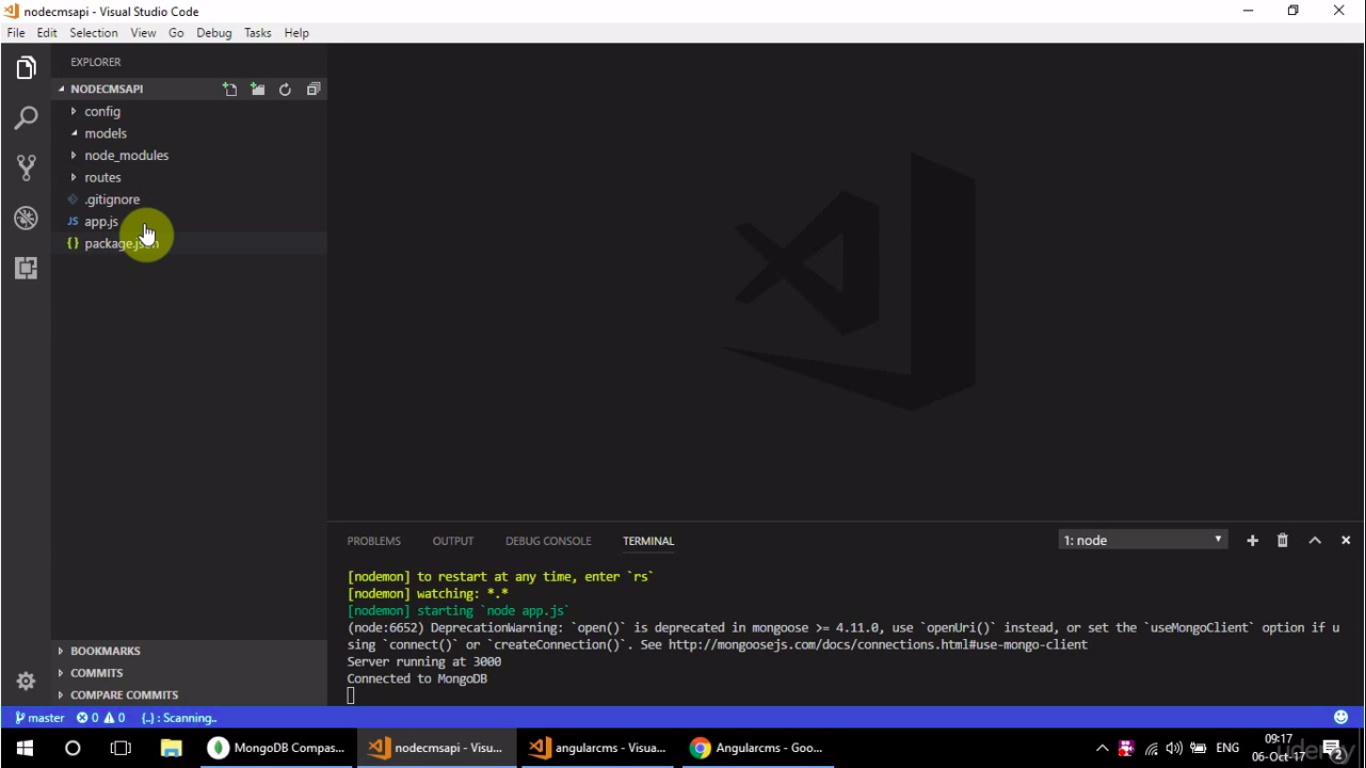 nodecmsapi - Visual Studio Code
File Edit Selection View Go Debug Tasks Help
EXPLORER
NODECMSAPI
config
models
node_modules
routes
.gitignore
JS app.js
{} package.json
PROBLEMS OUTPUT DEBUG CONSOLE TERMINAL 1: node
[nodemon] to restart at any time, enter `rs`
[nodemon] watching: *.*
[nodemon] starting `node app.js`
(node:6652) DeprecationWarning: `open()` is deprecated in mongoose >= 4.11.0, use `openUri()` instead, or set the `useMongoClient` option if u
sing `connect()` or `createConnection()`. See http://mongoosejs.com/docs/connections.html#use-mongo-client
Server running at 3000
Connected to MongoDB
BOOKMARKS
COMMITS
COMPARE COMMITS
master 0 0 {..} : Scanning..
MongoDB Compas... nodecmsapi - Visu... angularcms - Visua... Angularcms - Goo... ENG 09:17
06-Oct-17 2
udemy